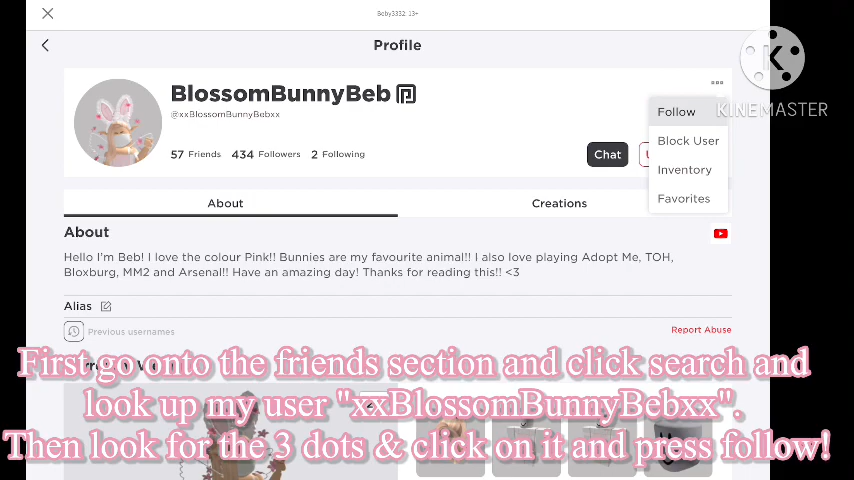 Beby3332: 13+
Profile
BlossomBunnyBeb
@xxBlossomBunnyBebxx
57 Friends 434 Followers 2 Following
Chat
Follow
Block User
Inventory
Favorites
K
KINEMASTER
About
Creations
About
Hello I'm Beb! I love the colour Pink!! Bunnies are my favourite animal!! I also love playing Adopt Me, TOH,
Bloxburg, MM2 and Arsenal!! Have an amazing day! Thanks for reading this!! <3
Alias
Previous usernames
Report Abuse
First go onto the friends section and click search and
look up my user "xxBlossomBunnyBebxx".
Then look for the 3 dots & click on it and press follow!